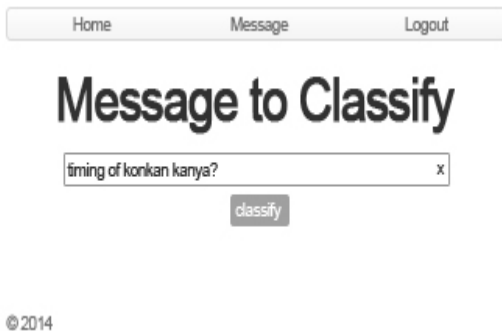 Home Message Logout
Message to Classify
timing of konkan kanya? x
classify
© 2014